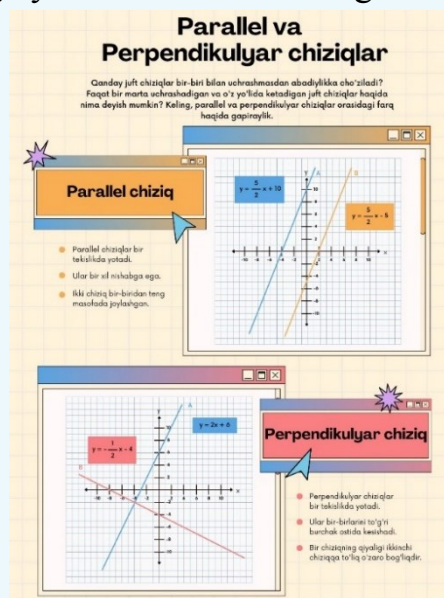 Parallel va
Perpendikulyar chiziqlar
Qanday juft chiziqlar bir-biri bilan uchrashmasdan abadiylikka cho'ziladi?
Faqat bir marta uchrashadigan va o'z yo'lida ketadigan juft chiziqlar haqida
nima deyish mumkin? Keling, parallel va perpendikulyar chiziqlar orasidagi farq
haqida gapiraylik.
Parallel chiziq
Parallel chiziqlar bir
tekislikda yotadi.
Ular bir xil nishabga ega.
Ikki chiziq bir-biridan teng
masofada joylashgan.
A
B
x
Perpendikulyar chiziq
y = 2x + 6
y = - 1/2 x - 4
A
B
x
Perpendikulyar chiziqlar
bir tekislikda yotadi.
Ular bir-birlarini to'g'ri
burchak ostida kesishadi.
Bir chiziqning qiyaligi ikkinchi
chiziqqa to'liq o'zaro bog'liqdir.